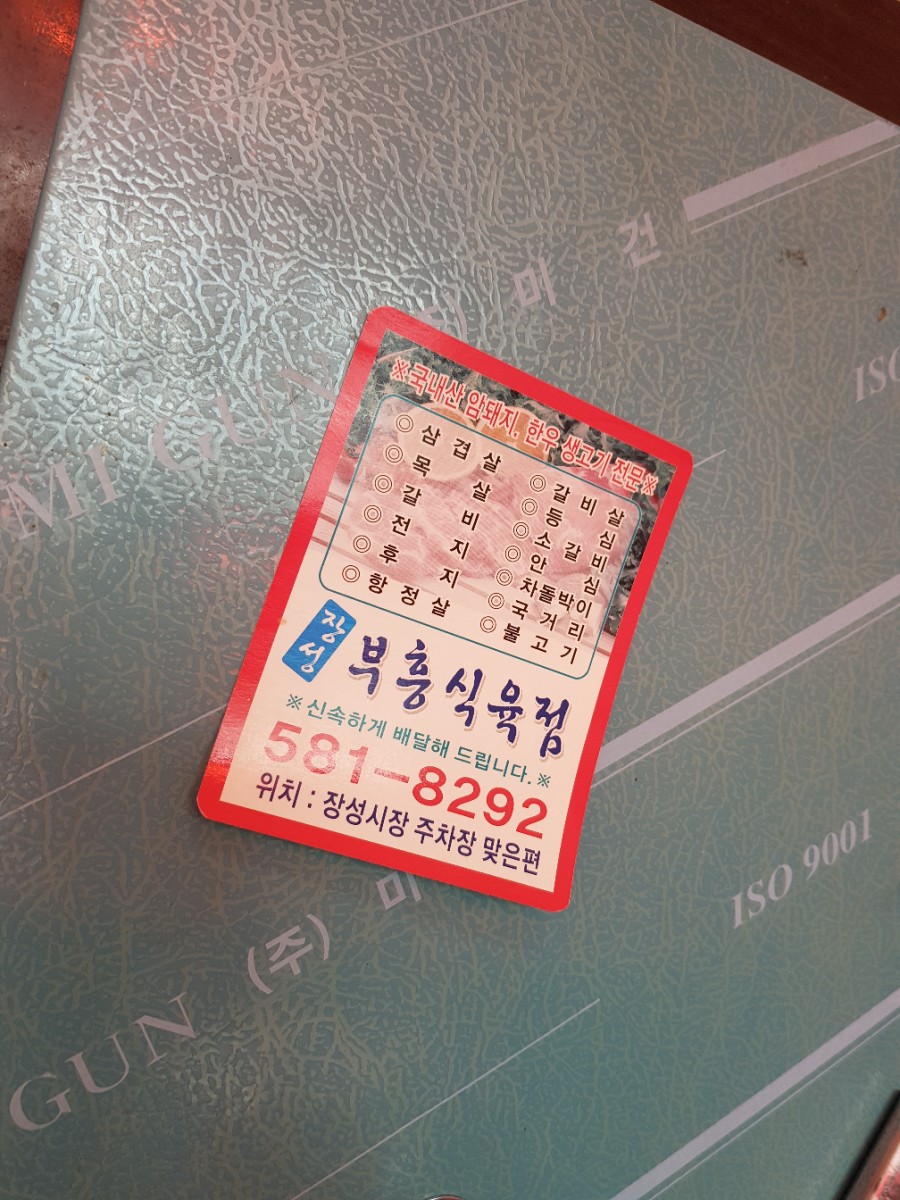 ※국내산 암돼지, 한우 생고기 전문※
◎ 삼겹살
◎ 목살
◎ 갈비
◎ 전지
◎ 후지
◎ 항정살
◎ 갈비살
◎ 등심
◎ 소갈비
◎ 안심
◎ 차돌박이
◎ 국거리
◎ 불고기
장성 부흥식육점
※ 신속하게 배달해 드립니다. ※
581-8292
위치 : 장성시장 주차장 맞은편
MI GUN 미 건
ISO
GUN (주) 미
ISO 9001